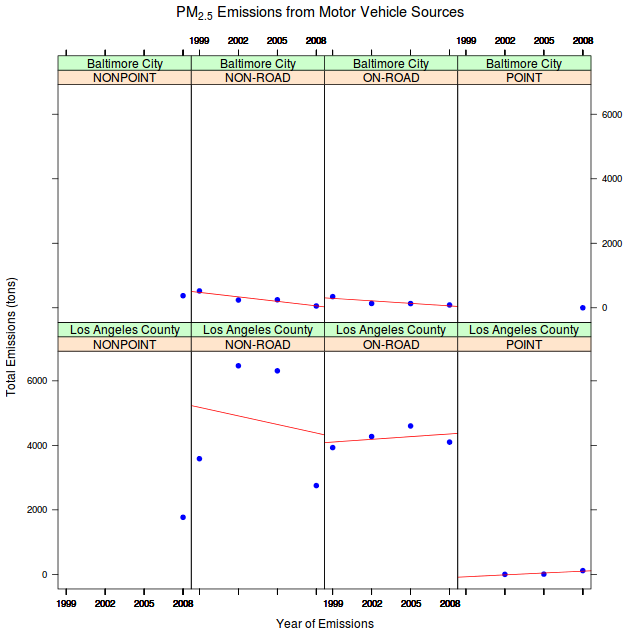 PM2.5 Emissions from Motor Vehicle Sources
1999 2002 2005 2008 1999 2002 2005 2008
Baltimore City Baltimore City Baltimore City Baltimore City
NONPOINT NON-ROAD ON-ROAD POINT
6000
4000
2000
0
Los Angeles County Los Angeles County Los Angeles County Los Angeles County
NONPOINT NON-ROAD ON-ROAD POINT
6000
4000
2000
0
1999 2002 2005 2008 1999 2002 2005 2008
Total Emissions (tons)
Year of Emissions